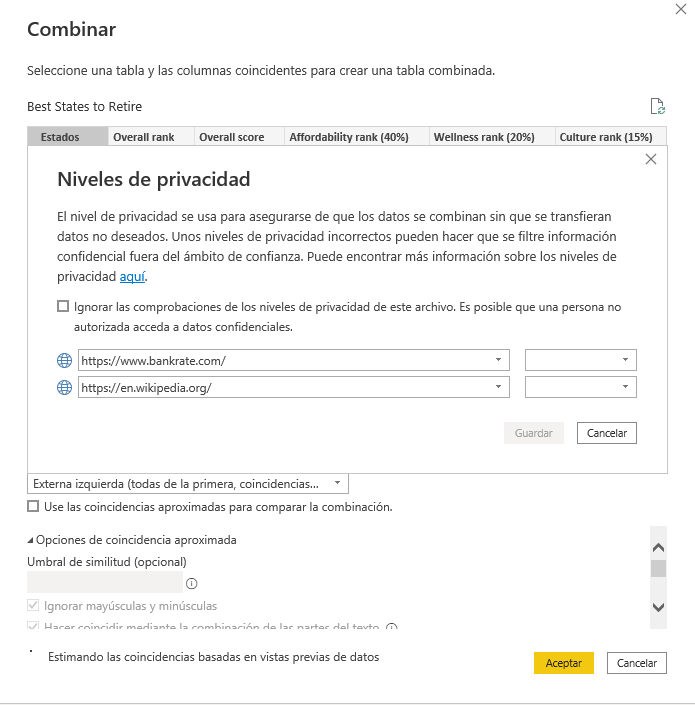 Combinar
Seleccione una tabla y las columnas coincidentes para crear una tabla combinada.
Best States to Retire
Estados Overall rank Overall score Affordability rank (40%) Wellness rank (20%) Culture rank (15%)
Niveles de privacidad
El nivel de privacidad se usa para asegurarse de que los datos se combinan sin que se transfieran
datos no deseados. Unos niveles de privacidad incorrectos pueden hacer que se filtre información
confidencial fuera del ámbito de confianza. Puede encontrar más información sobre los niveles de
privacidad aquí.
Ignorar las comprobaciones de los niveles de privacidad de este archivo. Es posible que una persona no
autorizada acceda a datos confidenciales.
https://www.bankrate.com/
https://en.wikipedia.org/
Guardar Cancelar
Externa izquierda (todas de la primera, coincidencias...
Use las coincidencias aproximadas para comparar la combinación.
Opciones de coincidencia aproximada
Umbral de similitud (opcional)
Ignorar mayúsculas y minúsculas
Hacer coincidir mediante la combinación de las partes del texto
Estimando las coincidencias basadas en vistas previas de datos
Aceptar Cancelar